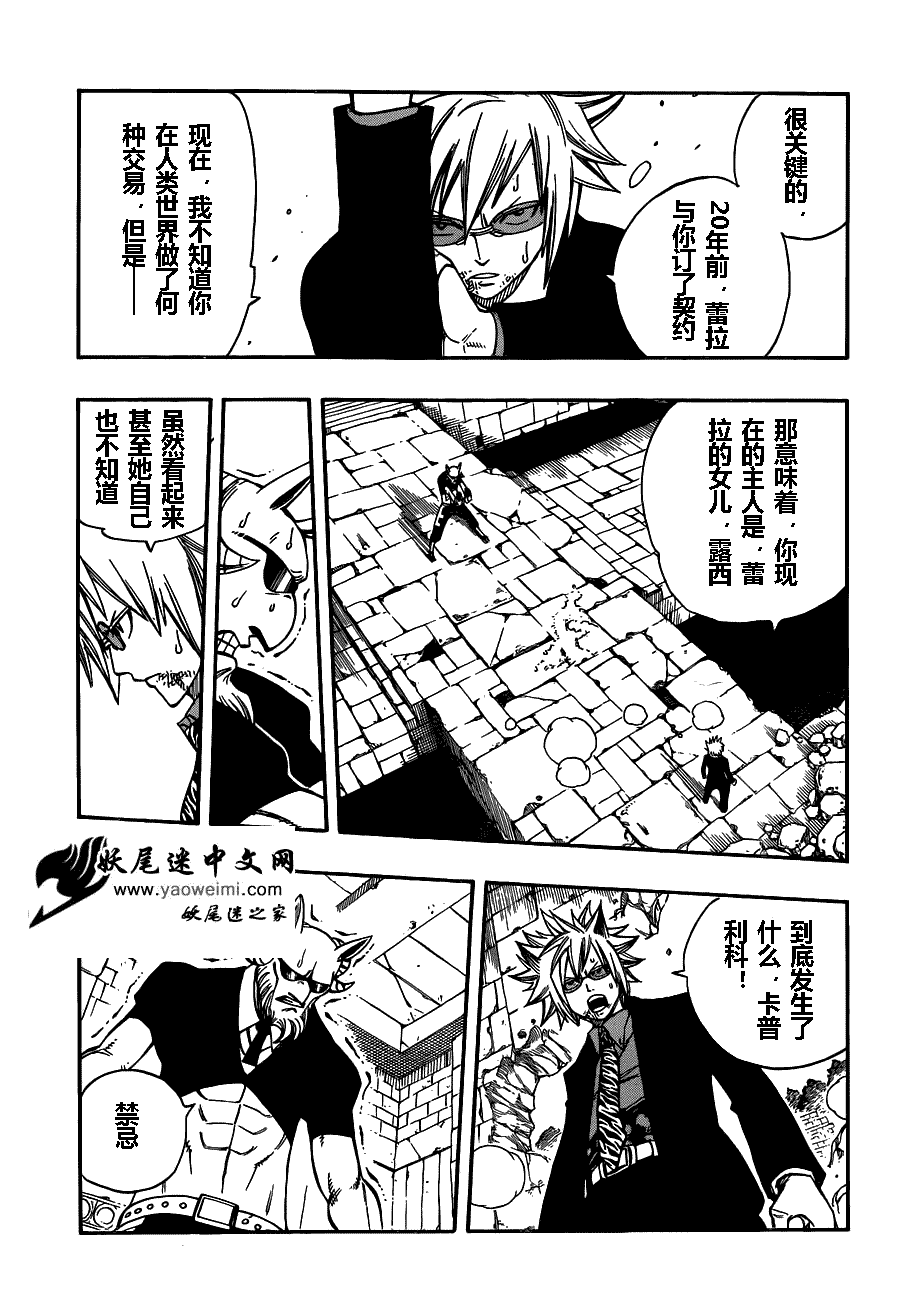 很关键的，
20年前，蕾拉
与你订了契约
现在，我不知道你
在人类世界做了何
种交易，但是——
那意味着，你现
在的主人是，蕾
拉的女儿，露西
虽然看起来
甚至她自己
也不知道
妖尾迷中文网
www.yaoweimi.com
妖尾迷之家
到底发生了
什么，卡普
利科！
禁忌